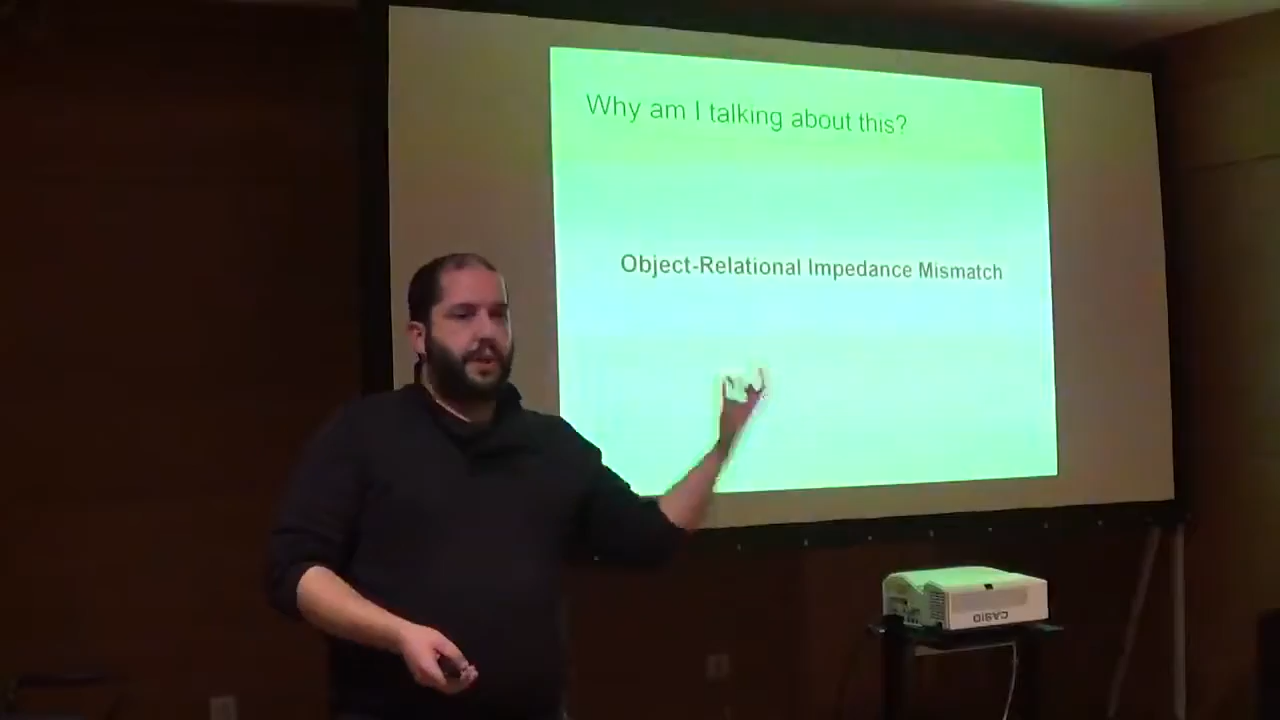 Why am I talking about this?
Object-Relational Impedance Mismatch
CASIO